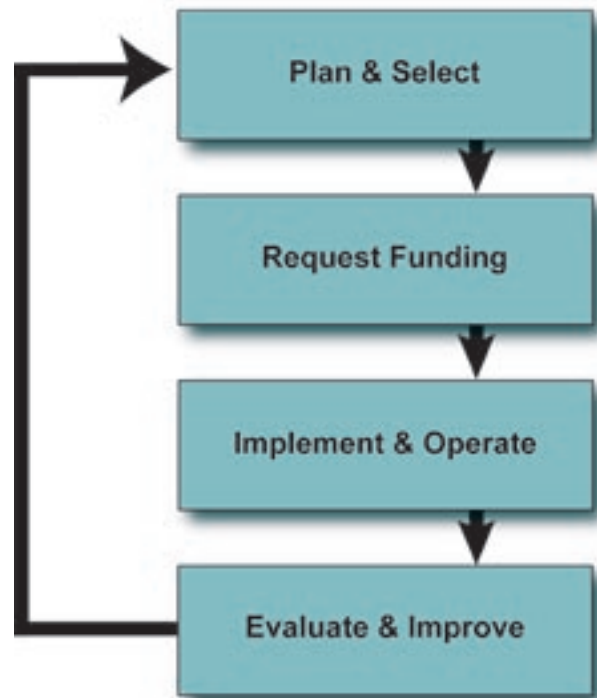 Plan & Select
Request Funding
Implement & Operate
Evaluate & Improve